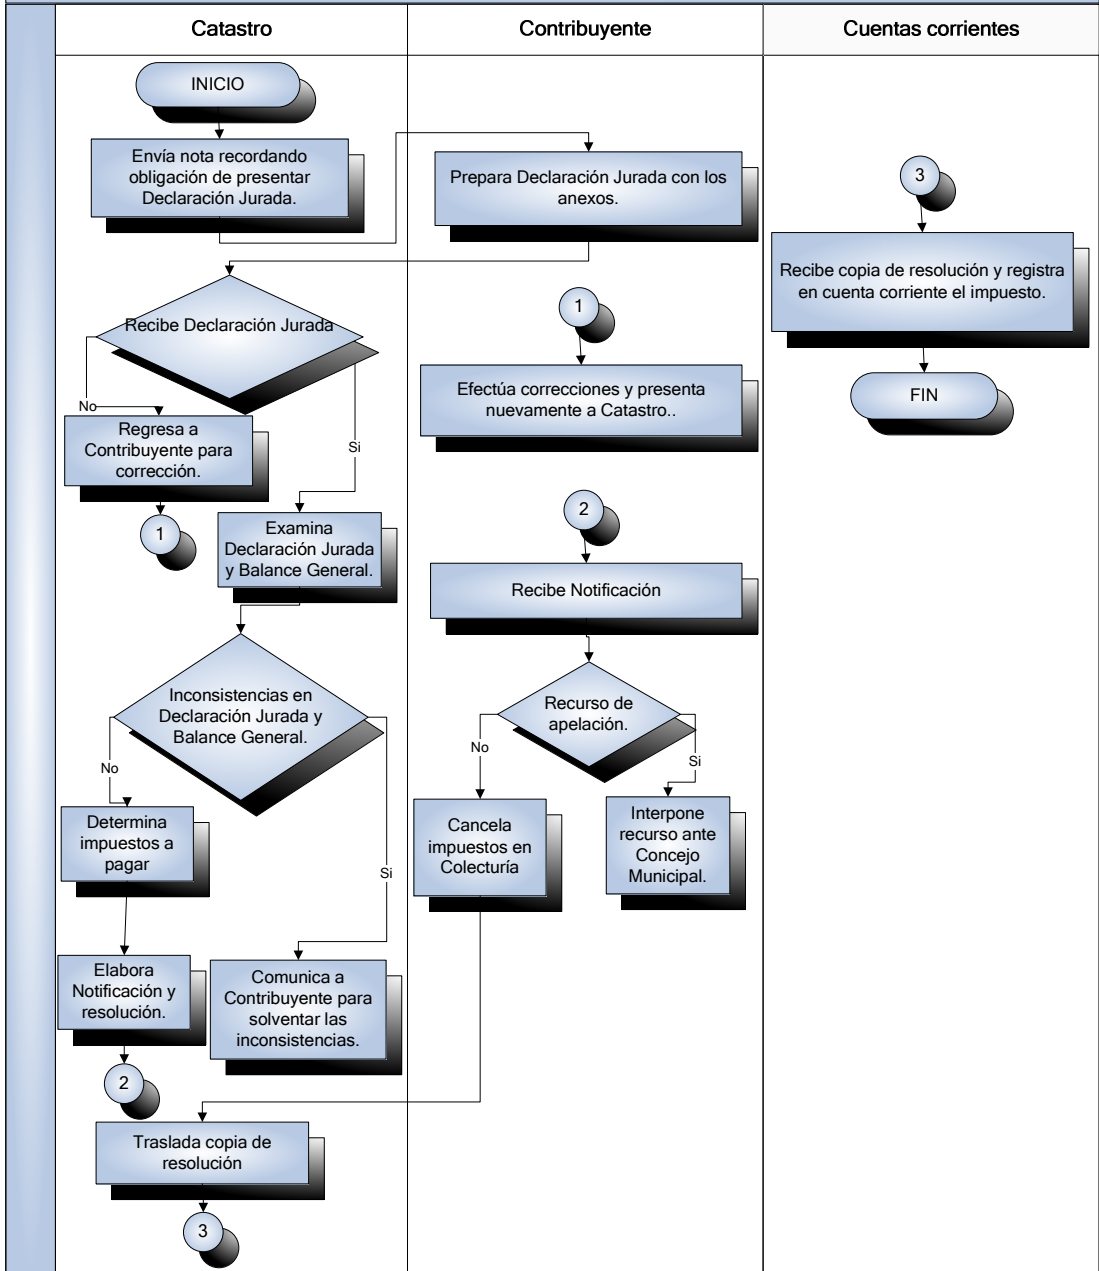 Catastro
Contribuyente
Cuentas corrientes
INICIO
Envía nota recordando
obligación de presentar
Declaración Jurada.
Prepara Declaración Jurada con los
anexos.
3
Recibe copia de resolución y registra
en cuenta corriente el impuesto.
FIN
Recibe Declaración Jurada
No
Si
Regresa a
Contribuyente para
corrección.
1
1
Efectúa correcciones y presenta
nuevamente a Catastro..
Examina
Declaración Jurada
y Balance General.
2
Recibe Notificación
Inconsistencias en
Declaración Jurada y
Balance General.
No
Si
Recurso de
apelación.
No
Si
Determina
impuestos a
pagar
Cancela
impuestos en
Colecturía
Interpone
recurso ante
Concejo
Municipal.
Elabora
Notificación y
resolución.
Comunica a
Contribuyente para
solventar las
inconsistencias.
2
Traslada copia de
resolución
3